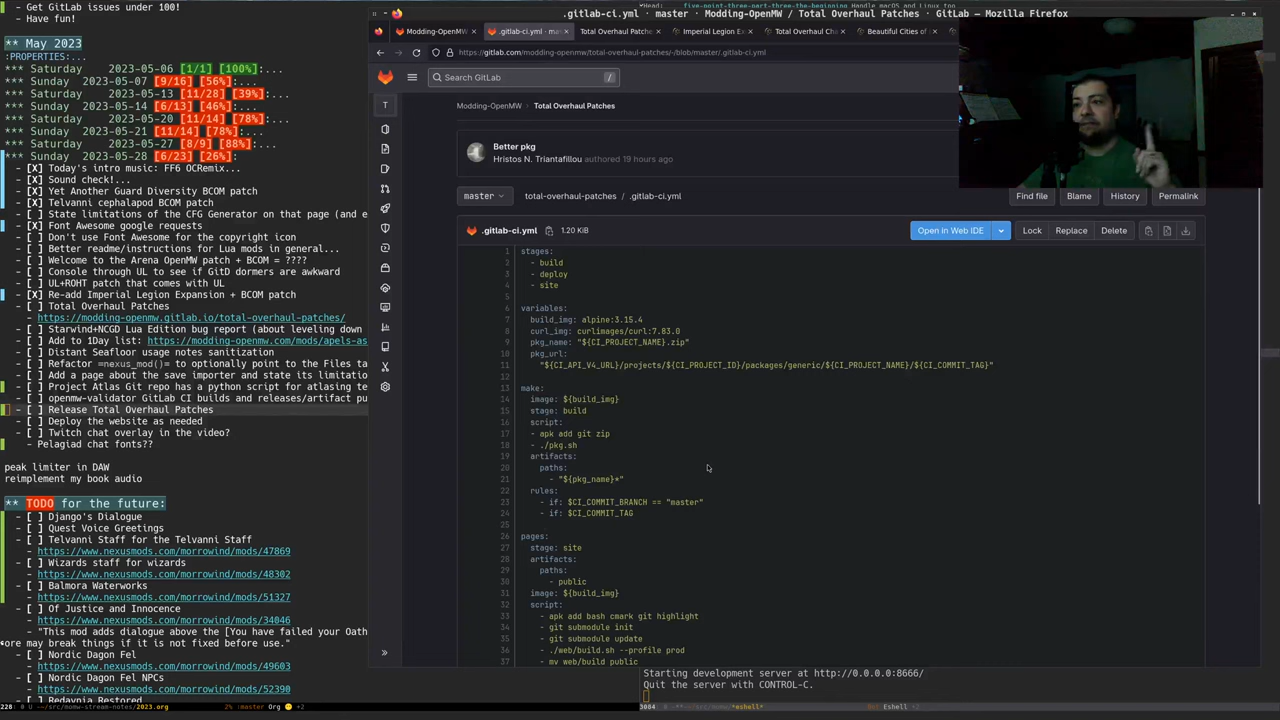 - Get GitLab issues under 100!
- Have fun!
** May 2023
:PROPERTIES:...
*** Saturday 2023-05-06 [1/1] [100%]:...
*** Sunday 2023-05-07 [9/16] [56%]:...
*** Saturday 2023-05-13 [11/28] [39%]:...
*** Sunday 2023-05-14 [6/13] [46%]:...
*** Saturday 2023-05-20 [11/14] [78%]:...
*** Sunday 2023-05-21 [11/14] [78%]:...
*** Saturday 2023-05-27 [8/9] [88%]:...
*** Sunday 2023-05-28 [6/23] [26%]:
- [X] Today's intro music: FF6 OCRemix...
- [X] Sound check!...
- [X] Yet Another Guard Diversity BCOM patch
- [X] Telvanni cephalapod BCOM patch
- [ ] State limitations of the CFG Generator on that page (and e
- [X] Font Awesome google requests
- [ ] Don't use Font Awesome for the copyright icon
- [ ] Better readme/instructions for Lua mods in general...
- [ ] Welcome to the Arena OpenMW patch + BCOM = ????
- [ ] Console through UL to see if GitD dormers are awkward
- [ ] UL+ROHT patch that comes with UL
- [X] Re-add Imperial Legion Expansion + BCOM patch
- [ ] Total Overhaul Patches
- https://modding-openmw.gitlab.io/total-overhaul-patches/
- [ ] Starwind+NCGD Lua Edition bug report (about leveling down
- [ ] Add to 1Day list: https://modding-openmw.com/mods/apels-as
- [ ] Distant Seafloor usage notes sanitization
- [ ] Refactor =nexus_mod()= to optionally point to the Files ta
- [ ] Add a page about the save importer and state its limitatio
- [ ] Project Atlas Git repo has a python script for atlasing te
- [ ] openmw-validator GitLab CI builds and releases/artifact pu
- [ ] Release Total Overhaul Patches
- [ ] Deploy the website as needed
- [ ] Twitch chat overlay in the video?
- Pelagiad chat fonts??
peak limiter in DAW
reimplement my book audio
** TODO for the future:
- [ ] Django's Dialogue
- [ ] Quest Voice Greetings
- [ ] Telvanni Staff for the Telvanni Staff
- https://www.nexusmods.com/morrowind/mods/47869
- [ ] Wizards staff for wizards
- https://www.nexusmods.com/morrowind/mods/48302
- [ ] Balmora Waterworks
- https://www.nexusmods.com/morrowind/mods/51327
- [ ] Of Justice and Innocence
- https://www.nexusmods.com/morrowind/mods/34046
- "This mod adds dialogue above the [You have failed your Oath
ore may break things if it is not fixed before use."
- [ ] Nordic Dagon Fel
- https://www.nexusmods.com/morrowind/mods/49603
- [ ] Nordic Dagon Fel NPCs
- https://www.nexusmods.com/morrowind/mods/52390
- [ ] Redaynia Restored
2% :master Org +2
.gitlab-ci.yml · master · Modding-OpenMW / Total Overhaul Patches · GitLab — Mozilla Firefox
Modding-OpenMW
.gitlab-ci.yml · mas
Total Overhaul Patches
Imperial Legion Ex
Total Overhaul Cha
Beautiful Cities of
https://gitlab.com/modding-openmw/total-overhaul-patches/-/blob/master/.gitlab-ci.yml
Search GitLab /
T
Modding-OpenMW Total Overhaul Patches
Better pkg
Hristos N. Triantafillou authored 19 hours ago
master total-overhaul-patches / .gitlab-ci.yml Find file Blame History Permalink
.gitlab-ci.yml 1.20 KiB Open in Web IDE Lock Replace Delete
1 stages:
2 - build
3 - deploy
4 - site
5
6 variables:
7 build_img: alpine:3.15.4
8 curl_img: curlimages/curl:7.83.0
9 pkg_name: "${CI_PROJECT_NAME}.zip"
10 pkg_url:
11 "${CI_API_V4_URL}/projects/${CI_PROJECT_ID}/packages/generic/${CI_PROJECT_NAME}/${CI_COMMIT_TAG}"
12
13 make:
14 image: ${build_img}
15 stage: build
16 script:
17 - apk add git zip
18 - ./pkg.sh
19 artifacts:
20 paths:
21 - "${pkg_name}*"
22 rules:
23 - if: $CI_COMMIT_BRANCH == "master"
24 - if: $CI_COMMIT_TAG
25
26 pages:
27 stage: site
28 artifacts:
29 paths:
30 - public
31 image: ${build_img}
32 script:
33 - apk add bash cmark git highlight
34 - git submodule init
35 - git submodule update
36 - ./web/build.sh --profile prod
37 - mv web/build public
Starting development server at http://0.0.0.0:8666/
Quit the server with CONTROL-C.